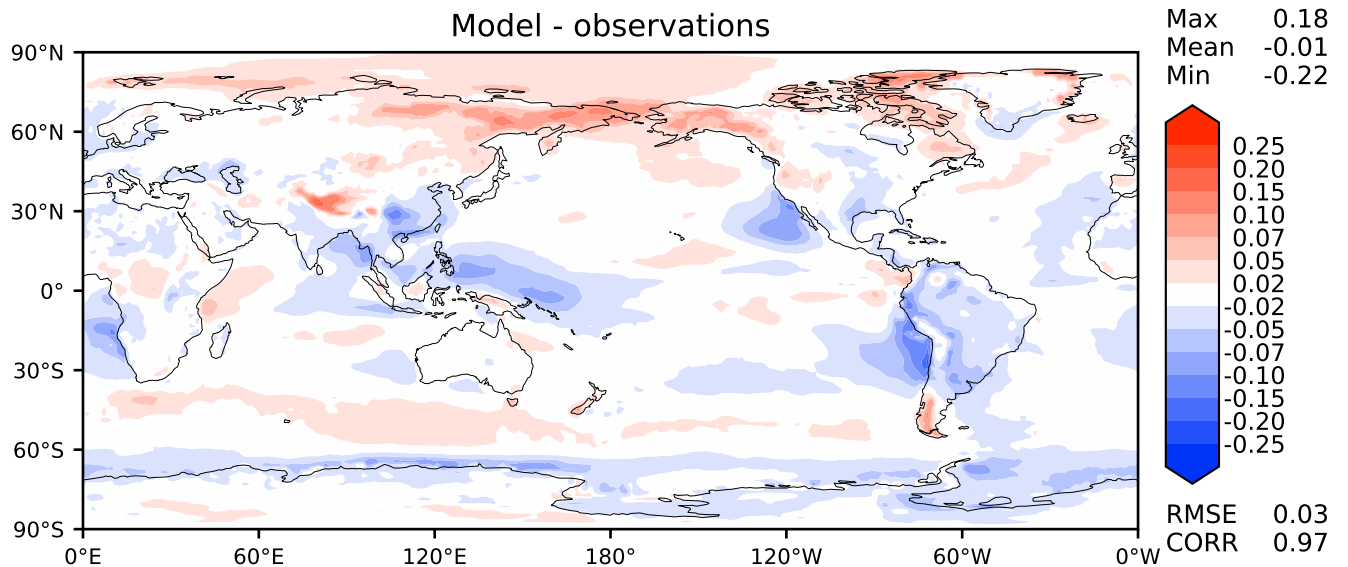 Model - observations
Max 0.18
Mean -0.01
Min -0.22
90°N
60°N
30°N
0°
30°S
60°S
90°S
0°E 60°E 120°E 180° 120°W 60°W 0°W
0.25
0.20
0.15
0.10
0.07
0.05
0.02
-0.02
-0.05
-0.07
-0.10
-0.15
-0.20
-0.25
RMSE 0.03
CORR 0.97